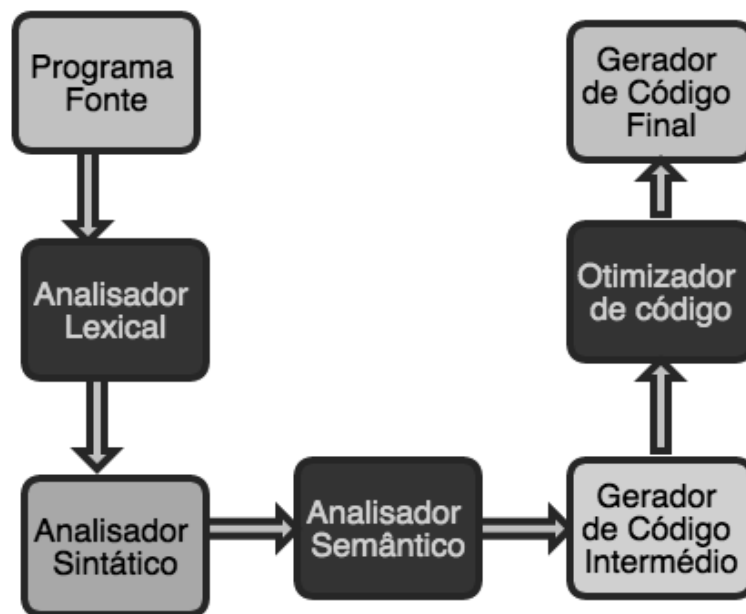 Programa
Fonte
Analisador
Lexical
Analisador
Sintático
Analisador
Semântico
Gerador
de Código
Intermédio
Otimizador
de código
Gerador
de Código
Final